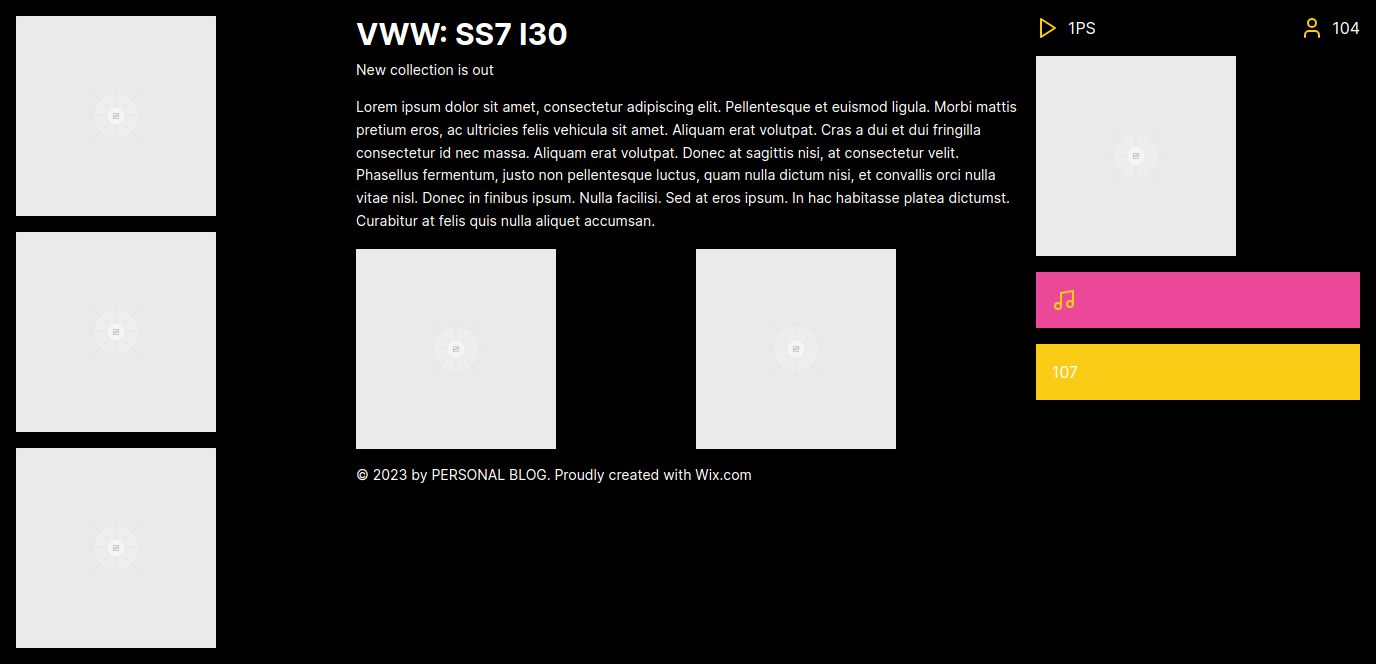 VWW: SS7 I30
New collection is out
Lorem ipsum dolor sit amet, consectetur adipiscing elit. Pellentesque et euismod ligula. Morbi mattis
pretium eros, ac ultricies felis vehicula sit amet. Aliquam erat volutpat. Cras a dui et dui fringilla
consectetur id nec massa. Aliquam erat volutpat. Donec at sagittis nisi, at consectetur velit.
Phasellus fermentum, justo non pellentesque luctus, quam nulla dictum nisi, et convallis orci nulla
vitae nisl. Donec in finibus ipsum. Nulla facilisi. Sed at eros ipsum. In hac habitasse platea dictumst.
Curabitur at felis quis nulla aliquet accumsan.
© 2023 by PERSONAL BLOG. Proudly created with Wix.com
1PS
104
107